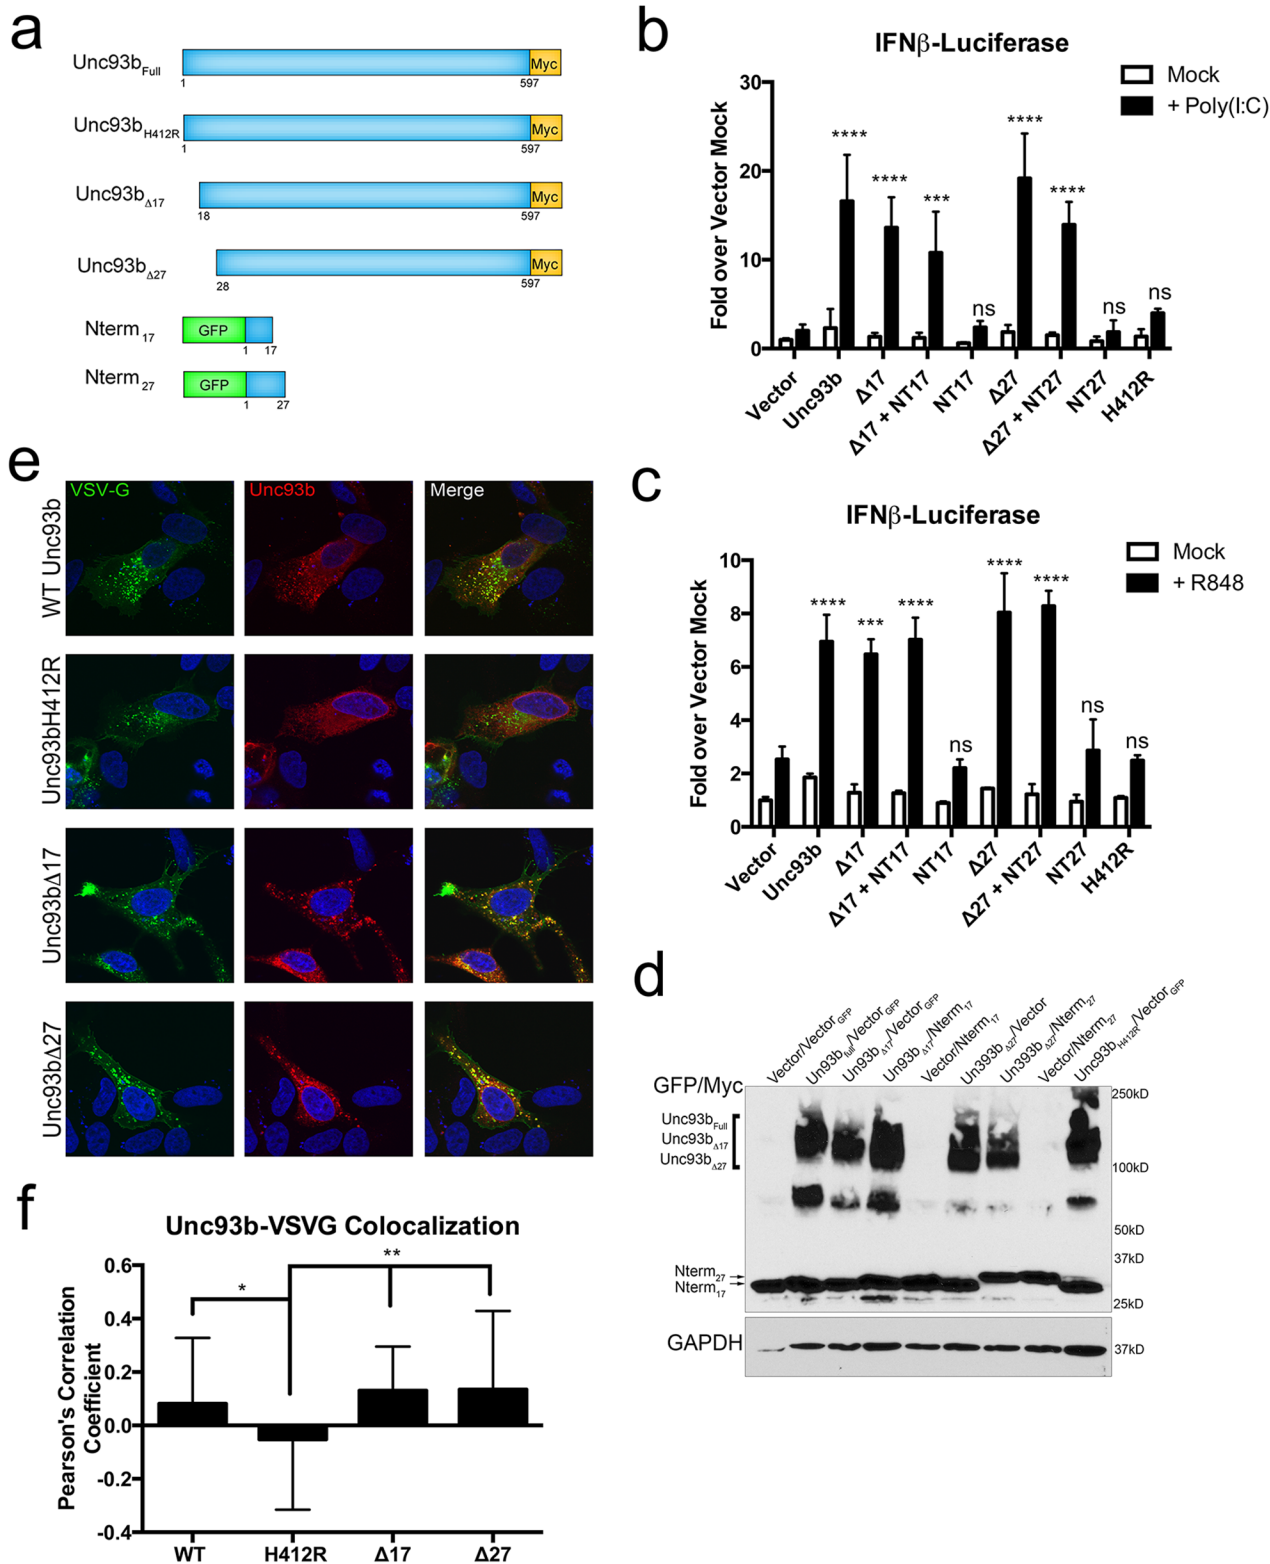 a
Unc93bFull
Myc
1
597
Unc93bH412R
Myc
1
597
Unc93bΔ17
Myc
18
597
Unc93bΔ27
Myc
28
597
Nterm17
GFP
1
17
Nterm27
GFP
1
27
b
IFNβ-Luciferase
Mock
+ Poly(I:C)
Fold over Vector Mock
30
20
10
0
****
****
***
ns
****
****
ns
ns
Vector
Unc93b
Δ17
Δ17 + NT17
NT17
Δ27
Δ27 + NT27
NT27
H412R
c
IFNβ-Luciferase
Mock
+ R848
Fold over Vector Mock
10
8
6
4
2
0
****
***
****
ns
****
****
ns
ns
Vector
Unc93b
Δ17
Δ17 + NT17
NT17
Δ27
Δ27 + NT27
NT27
H412R
d
Vector/VectorGFP
Un93bfull/VectorGFP
Un93bΔ17/VectorGFP
Un93bΔ17/Nterm17
Vector/Nterm17
Un393bΔ27/Vector
Un393bΔ27/Nterm27
Vector/Nterm27
Unc93bH412R/VectorGFP
GFP/Myc
Unc93bFull
Unc93bΔ17
Unc93bΔ27
Nterm27
Nterm17
250kD
100kD
50kD
37kD
25kD
GAPDH
37kD
e
VSV-G
Unc93b
Merge
WT Unc93b
Unc93bH412R
Unc93bΔ17
Unc93bΔ27
f
Unc93b-VSVG Colocalization
Pearson's Correlation
Coefficient
0.6
0.4
0.2
0.0
-0.2
-0.4
*
**
WT
H412R
Δ17
Δ27